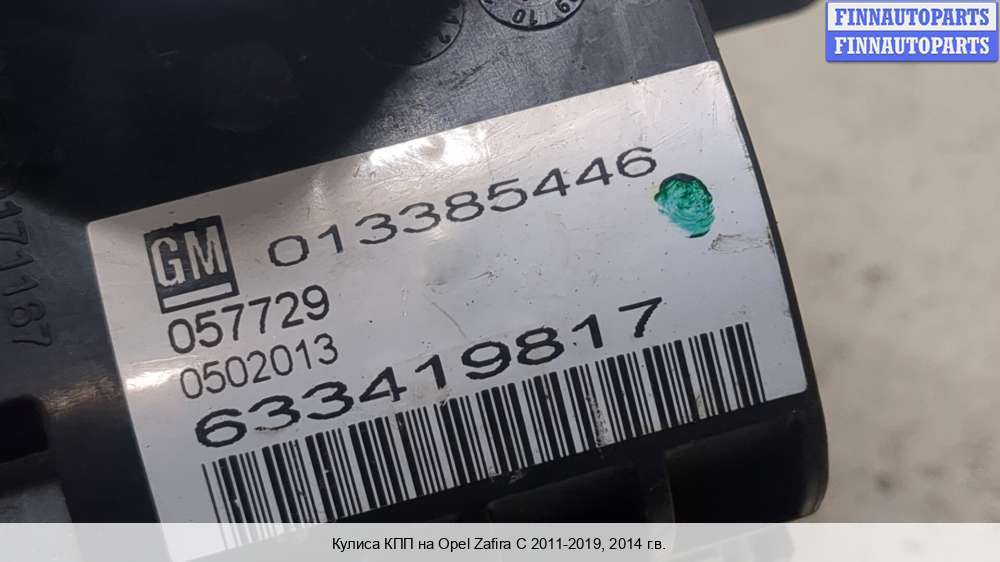 FINNAUTOPARTS
FINNAUTOPARTS
GM
013385446
057729
0502013
633419817
Кулиса КПП на Opel Zafira C 2011-2019, 2014 г.в.